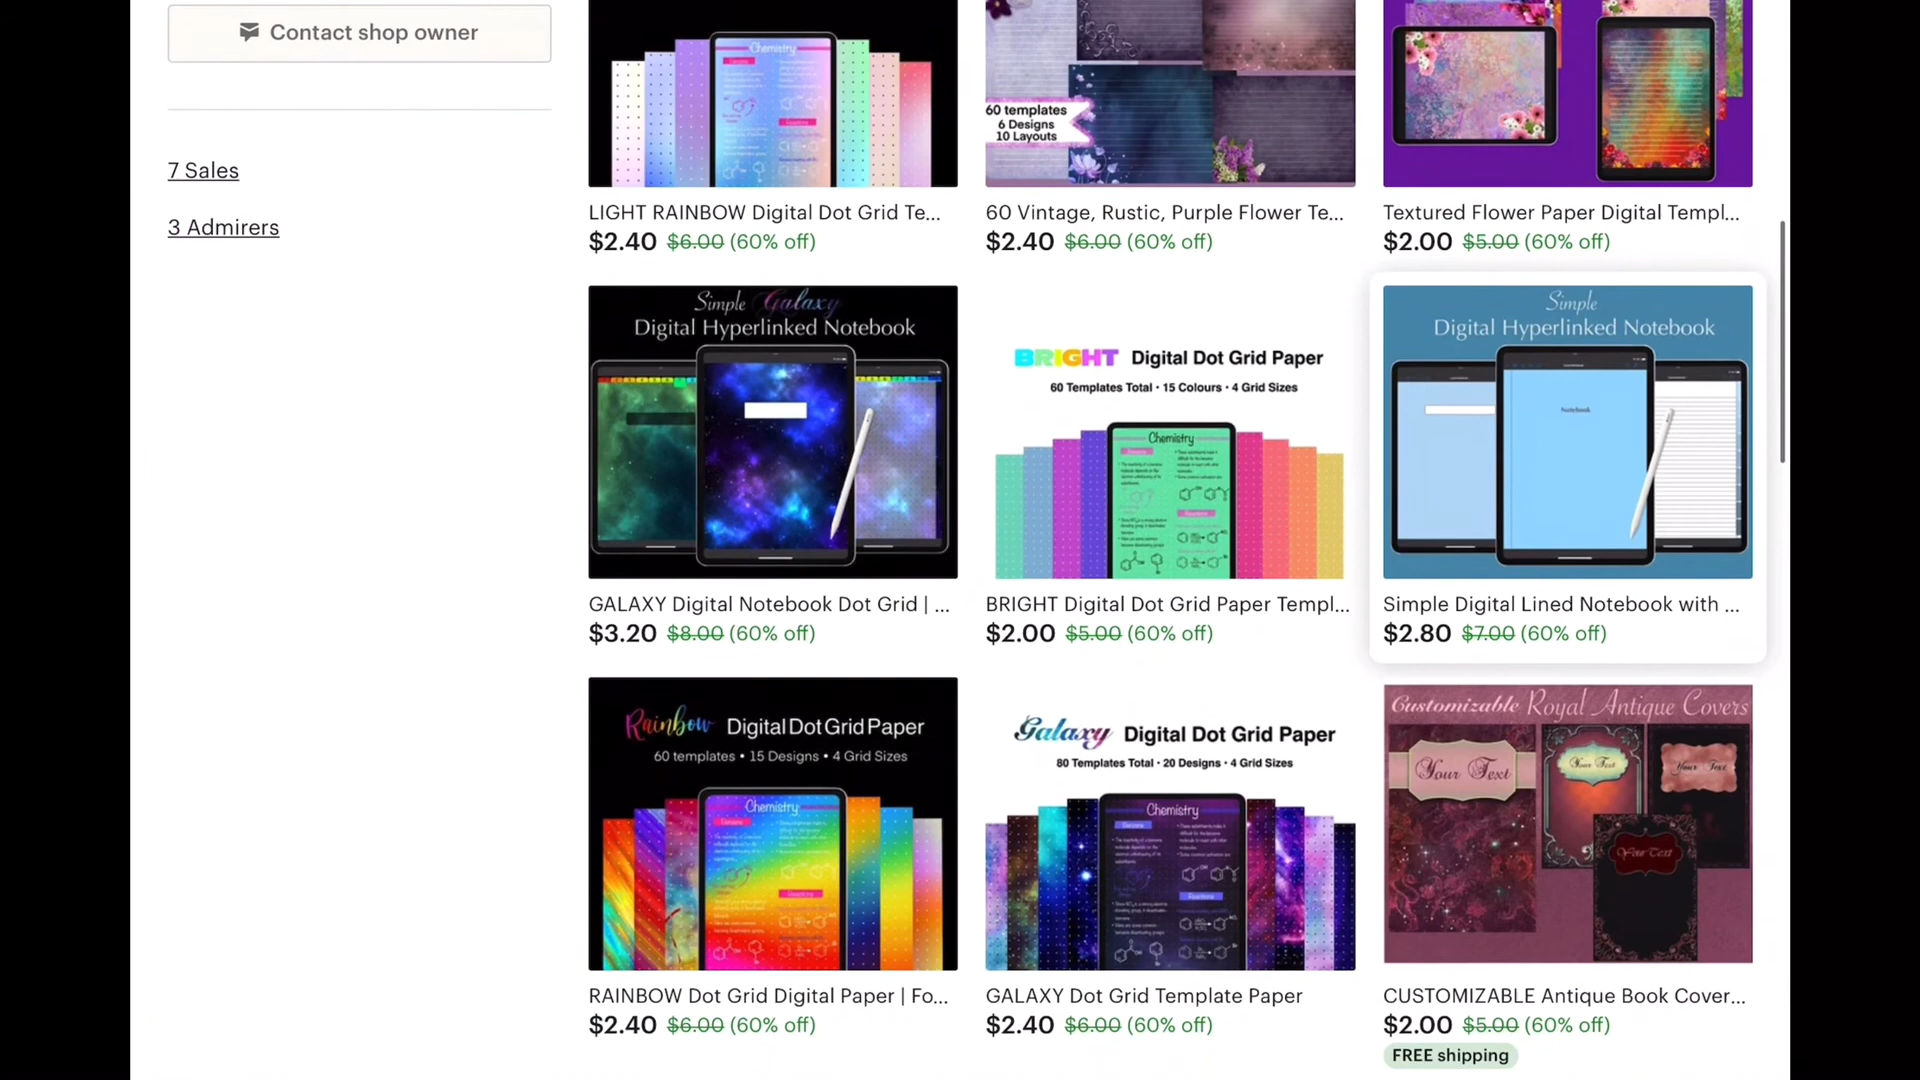 Contact shop owner
7 Sales
3 Admirers
Chemistry
60 templates
6 Designs
10 Layouts
LIGHT RAINBOW Digital Dot Grid Te...
$2.40 $6.00 (60% off)
60 Vintage, Rustic, Purple Flower Te...
$2.40 $6.00 (60% off)
Textured Flower Paper Digital Templ...
$2.00 $5.00 (60% off)
Simple Galaxy
Digital Hyperlinked Notebook
GALAXY Digital Notebook Dot Grid | ...
$3.20 $8.00 (60% off)
BRIGHT Digital Dot Grid Paper
60 Templates Total • 15 Colours • 4 Grid Sizes
Chemistry
BRIGHT Digital Dot Grid Paper Templ...
$2.00 $5.00 (60% off)
Simple
Digital Hyperlinked Notebook
Notebook
Simple Digital Lined Notebook with ...
$2.80 $7.00 (60% off)
Rainbow Digital Dot Grid Paper
60 templates • 15 Designs • 4 Grid Sizes
Chemistry
RAINBOW Dot Grid Digital Paper | Fo...
$2.40 $6.00 (60% off)
Galaxy Digital Dot Grid Paper
80 Templates Total • 20 Designs • 4 Grid Sizes
Chemistry
Reactions
GALAXY Dot Grid Template Paper
$2.40 $6.00 (60% off)
Customizable Royal Antique Covers
Your Text
Your Text
Your Text
Your Text
CUSTOMIZABLE Antique Book Cover...
$2.00 $5.00 (60% off)
FREE shipping